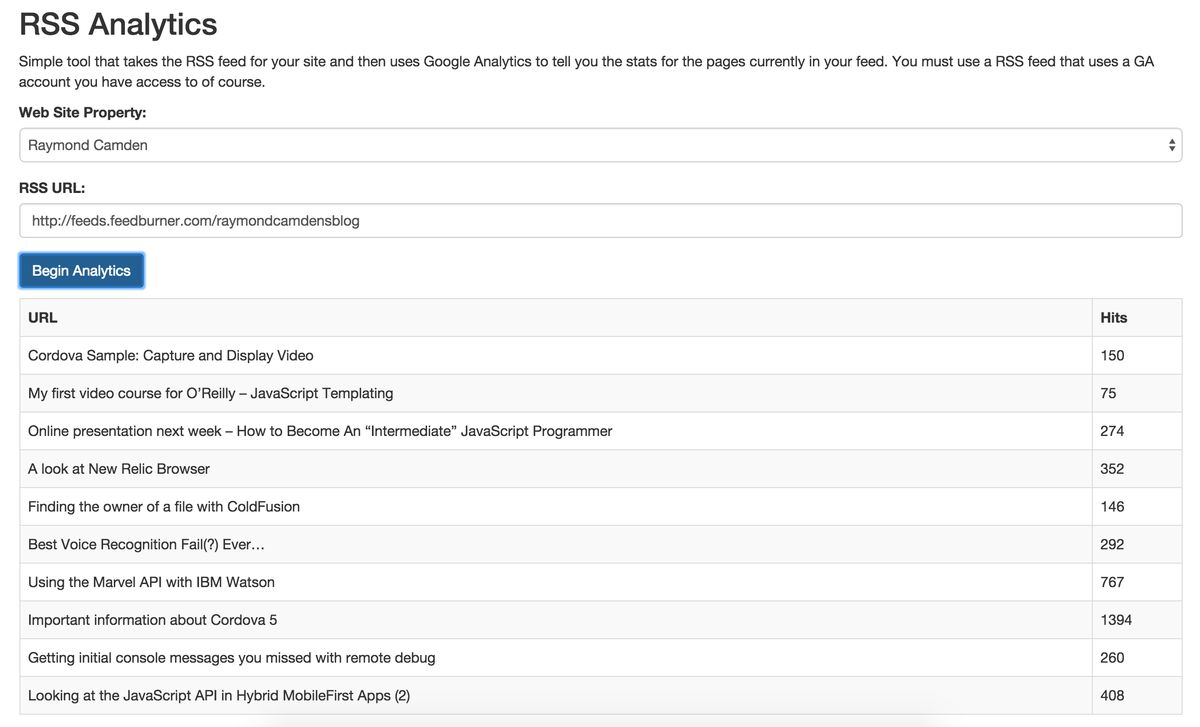 RSS Analytics
Simple tool that takes the RSS feed for your site and then uses Google Analytics to tell you the stats for the pages currently in your feed. You must use a RSS feed that uses a GA
account you have access to of course.
Web Site Property:
Raymond Camden
RSS URL:
http://feeds.feedburner.com/raymondcamdensblog
Begin Analytics
URL Hits
Cordova Sample: Capture and Display Video 150
My first video course for O’Reilly – JavaScript Templating 75
Online presentation next week – How to Become An “Intermediate” JavaScript Programmer 274
A look at New Relic Browser 352
Finding the owner of a file with ColdFusion 146
Best Voice Recognition Fail(?) Ever… 292
Using the Marvel API with IBM Watson 767
Important information about Cordova 5 1394
Getting initial console messages you missed with remote debug 260
Looking at the JavaScript API in Hybrid MobileFirst Apps (2) 408